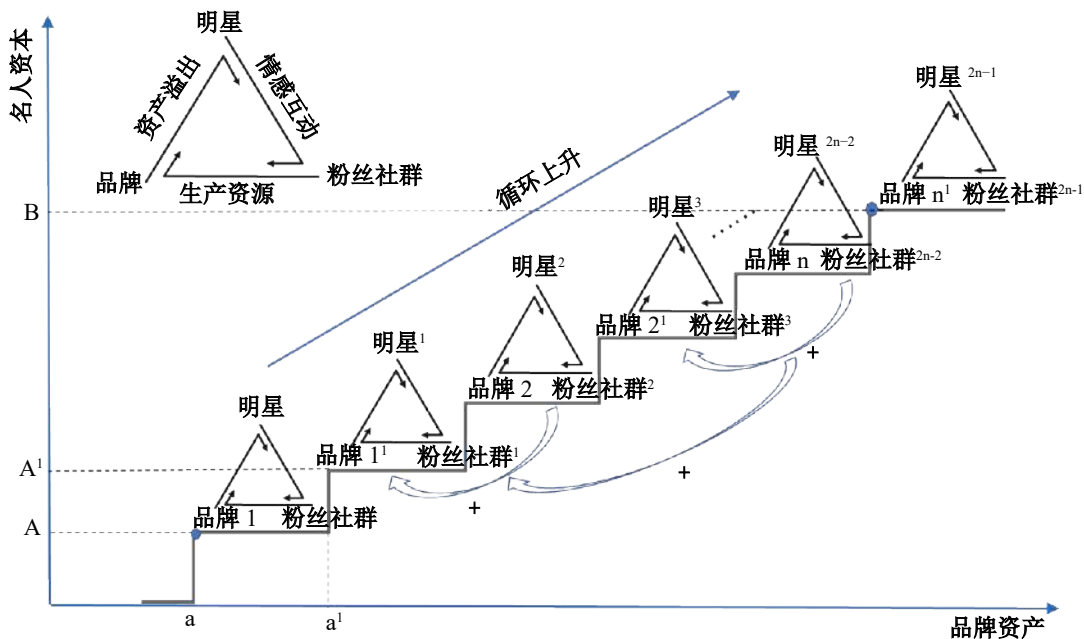 名人资本
明星
资产溢出
情感互动
品牌
生产资源
粉丝社群
循环上升
B
A¹
A
a
a¹
品牌资产
明星
品牌 1
粉丝社群
明星¹
品牌 1¹
粉丝社群¹
明星²
品牌 2
粉丝社群²
明星³
品牌 2¹
粉丝社群³
......
明星²ⁿ⁻²
品牌 n
粉丝社群²ⁿ⁻²
明星²ⁿ⁻¹
品牌 n¹
粉丝社群²ⁿ⁻¹
+
+
+